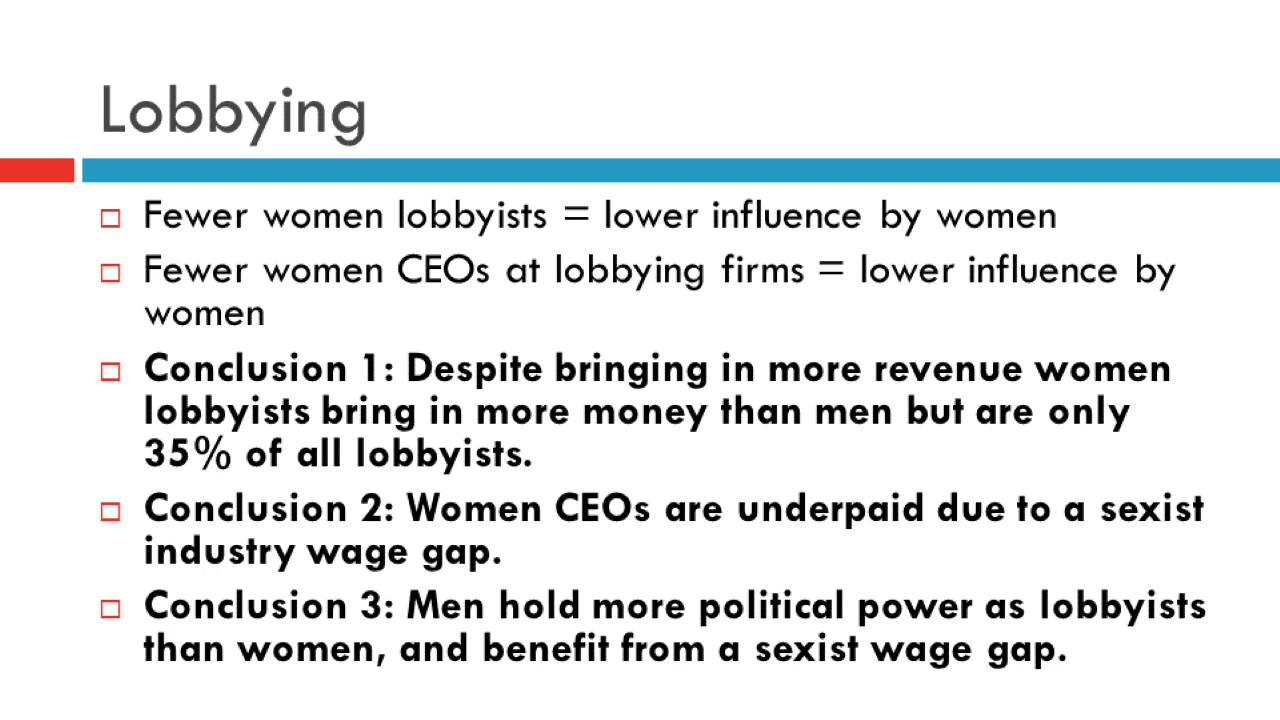 Lobbying
Fewer women lobbyists = lower influence by women
Fewer women CEOs at lobbying firms = lower influence by
women
Conclusion 1: Despite bringing in more revenue women
lobbyists bring in more money than men but are only
35% of all lobbyists.
Conclusion 2: Women CEOs are underpaid due to a sexist
industry wage gap.
Conclusion 3: Men hold more political power as lobbyists
than women, and benefit from a sexist wage gap.